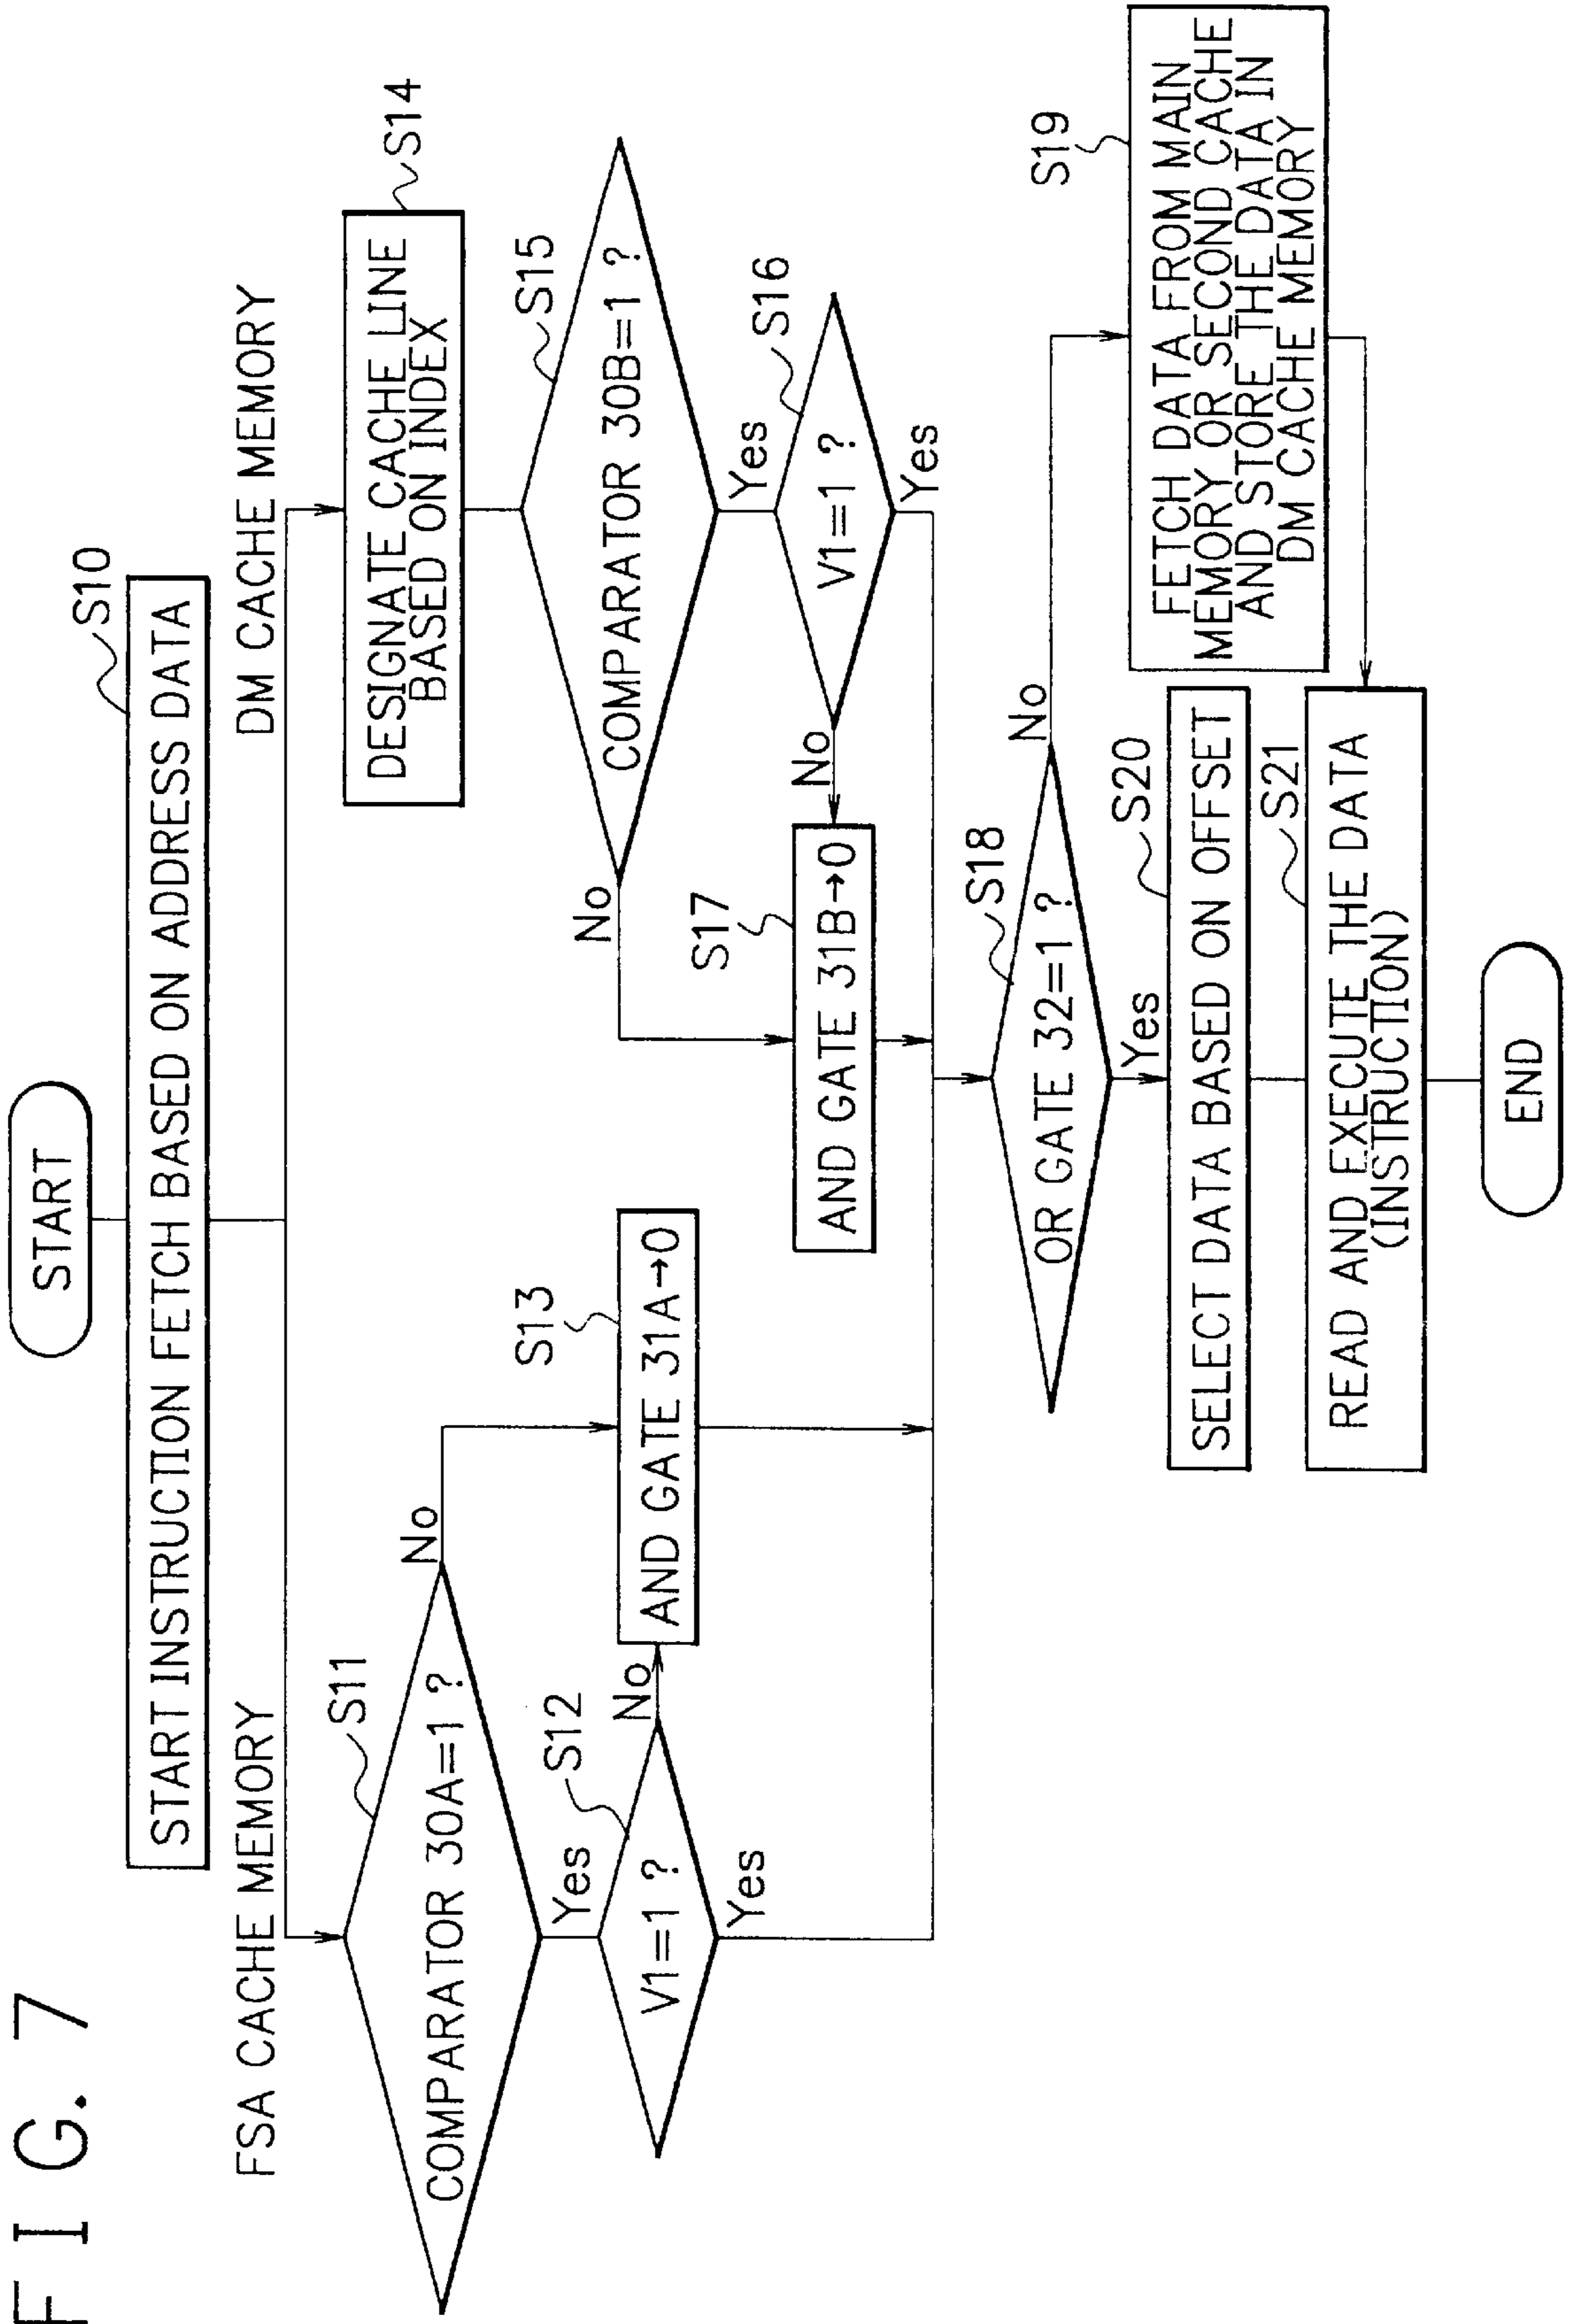 FIG. 7
START
S10
START INSTRUCTION FETCH BASED ON ADDRESS DATA
FSA CACHE MEMORY
S11
COMPARATOR 30A=1 ?
No
Yes
S12
V1=1 ?
No
Yes
S13
AND GATE 31A→0
DM CACHE MEMORY
S14
DESIGNATE CACHE LINE
BASED ON INDEX
S15
COMPARATOR 30B=1 ?
No
Yes
S16
V1=1 ?
No
Yes
S17
AND GATE 31B→0
S18
OR GATE 32=1 ?
No
Yes
S19
FETCH DATA FROM MAIN
MEMORY OR SECOND CACHE
AND STORE THE DATA IN
DM CACHE MEMORY
S20
SELECT DATA BASED ON OFFSET
S21
READ AND EXECUTE THE DATA
(INSTRUCTION)
END